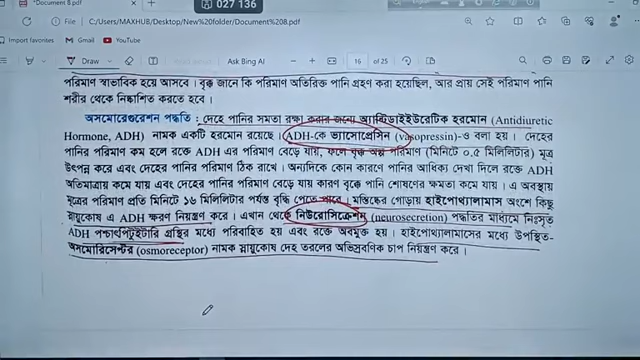 *Document 8.pdf
027 136
File C:/Users/MAXHUB/Desktop/New%20folder/Document%208.pdf
Import favorites Gmail YouTube
Draw Ask Bing AI 16 of 25
পরিমাণ স্বাভাবিক হয়ে আসবে। বৃক্ক জানে কি পরিমাণ অতিরিক্ত পানি গ্রহণ করা হয়েছিল, আর প্রায় সেই পরিমাণ পানি
শরীর থেকে নিষ্কাশিত করতে হবে।
অসমোরেগুলেশন পদ্ধতি : দেহে পানির সমতা রক্ষা করার জন্যে অ্যান্টিডাইইউরেটিক হরমোন (Antidiuretic
Hormone, ADH) নামক একটি হরমোন রয়েছে। ADH-কে ভ্যাসোপ্রেসিন (vasopressin)-ও বলা হয়। দেহের
পানির পরিমাণ কম হলে রক্তে ADH এর পরিমাণ বেড়ে যায়, ফলে বৃক্ক অল্প পরিমাণ (মিনিটে ০.৫ মিলিলিটার) মূত্র
উৎপন্ন করে এবং দেহের পানির পরিমাণ ঠিক রাখে। অন্যদিকে কোন কারণে পানির আধিক্য দেখা দিলে রক্তে ADH
অতিমাত্রায় কমে যায় এবং দেহের পানির পরিমাণ বেড়ে যায় কারণ বৃক্কে পানি শোষণের ক্ষমতা কমে যায়। এ অবস্থায়
মূত্রের পরিমাণ প্রতি মিনিটে ১৬ মিলিলিটার পর্যন্ত বৃদ্ধি পেতে পারে। মস্তিষ্কের গোড়ায় হাইপোথ্যালামাস অংশে কিছু
স্নায়ুকোষ এ ADH ক্ষরণ নিয়ন্ত্রণ করে। এখান থেকে নিউরোসিক্রেশন (neurosecretion) পদ্ধতির মাধ্যমে নিঃসৃত
ADH পশ্চাৎপিটুইটারি গ্রন্থির মধ্যে পরিবাহিত হয় এবং রক্তে অবমুক্ত হয়। হাইপোথ্যালামাসের মধ্যে উপস্থিত-
অসমোরিসেপ্টর (osmoreceptor) নামক স্নায়ুকোষ দেহ তরলের অভিস্রবণিক চাপ নিয়ন্ত্রণ করে।